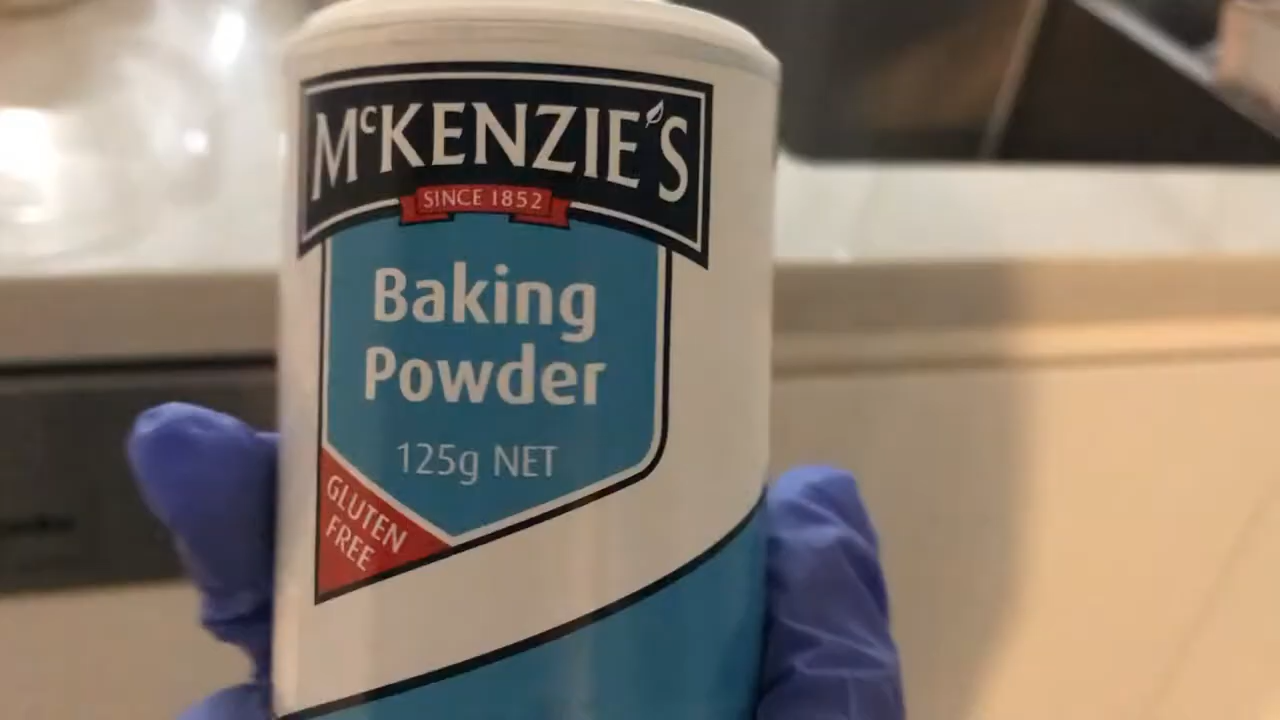 McKENZIE'S
SINCE 1852
Baking
Powder
125g NET
GLUTEN
FREE